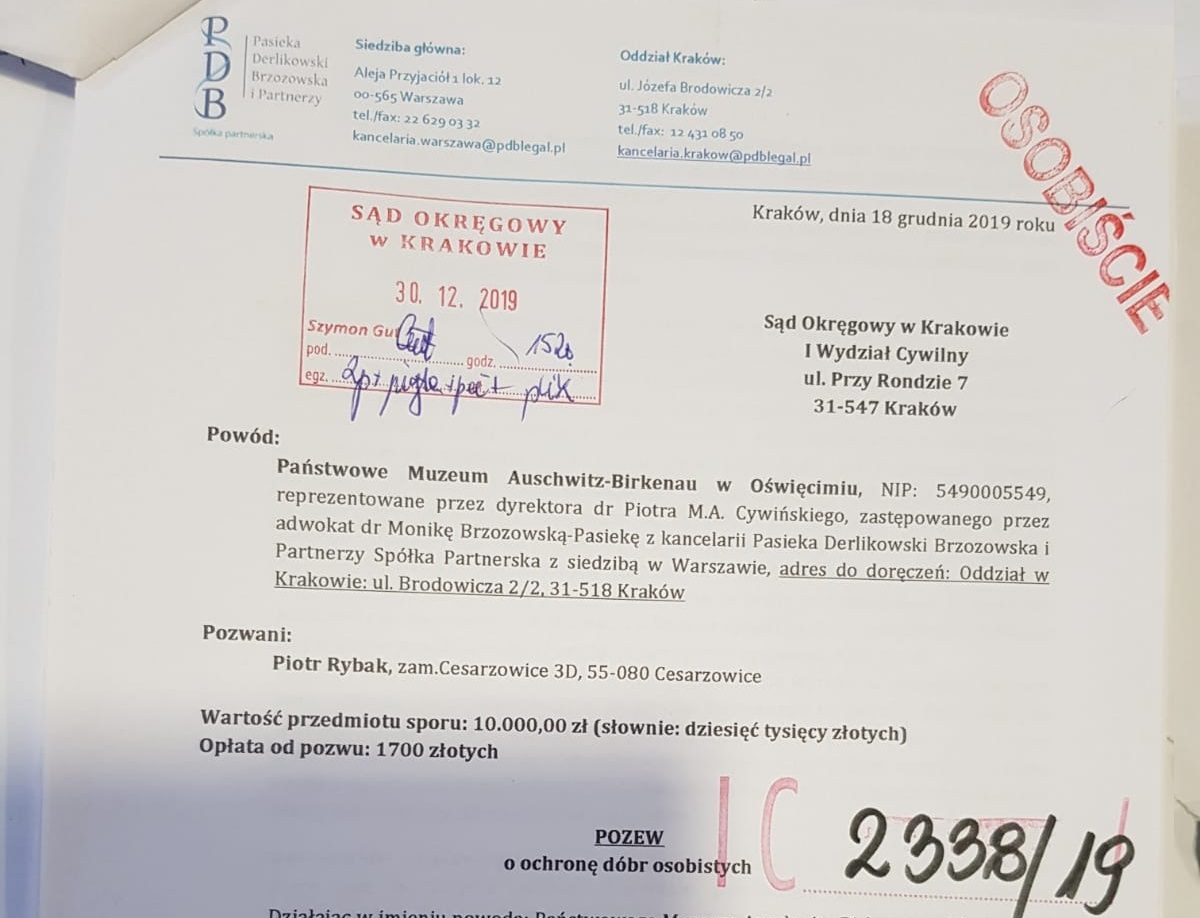 PDB
Pasieka
Derlikowski
Brzozowska
i Partnerzy
Spółka partnerska
Siedziba główna:
Aleja Przyjaciół 1 lok. 12
00-565 Warszawa
tel./fax: 22 629 03 32
kancelaria.warszawa@pdblegal.pl
Oddział Kraków:
ul. Józefa Brodowicza 2/2
31-518 Kraków
tel./fax: 12 431 08 50
kancelaria.krakow@pdblegal.pl
OSOBIŚCIE
Kraków, dnia 18 grudnia 2019 roku
SĄD OKRĘGOWY
W KRAKOWIE
30. 12. 2019
Szymon Gu
pod. godz. 1520
egz. 2p+
plik
Sąd Okręgowy w Krakowie
I Wydział Cywilny
ul. Przy Rondzie 7
31-547 Kraków
Powód:
Państwowe Muzeum Auschwitz-Birkenau w Oświęcimiu, NIP: 5490005549,
reprezentowane przez dyrektora dr Piotra M.A. Cywińskiego, zastępowanego przez
adwokat dr Monikę Brzozowską-Pasiekę z kancelarii Pasieka Derlikowski Brzozowska i
Partnerzy Spółka Partnerska z siedzibą w Warszawie, adres do doręczeń: Oddział w
Krakowie: ul. Brodowicza 2/2, 31-518 Kraków
Pozwani:
Piotr Rybak, zam.Cesarzowice 3D, 55-080 Cesarzowice
Wartość przedmiotu sporu: 10.000,00 zł (słownie: dziesięć tysięcy złotych)
Opłata od pozwu: 1700 złotych
POZEW
o ochronę dóbr osobistych
I C 2338/19